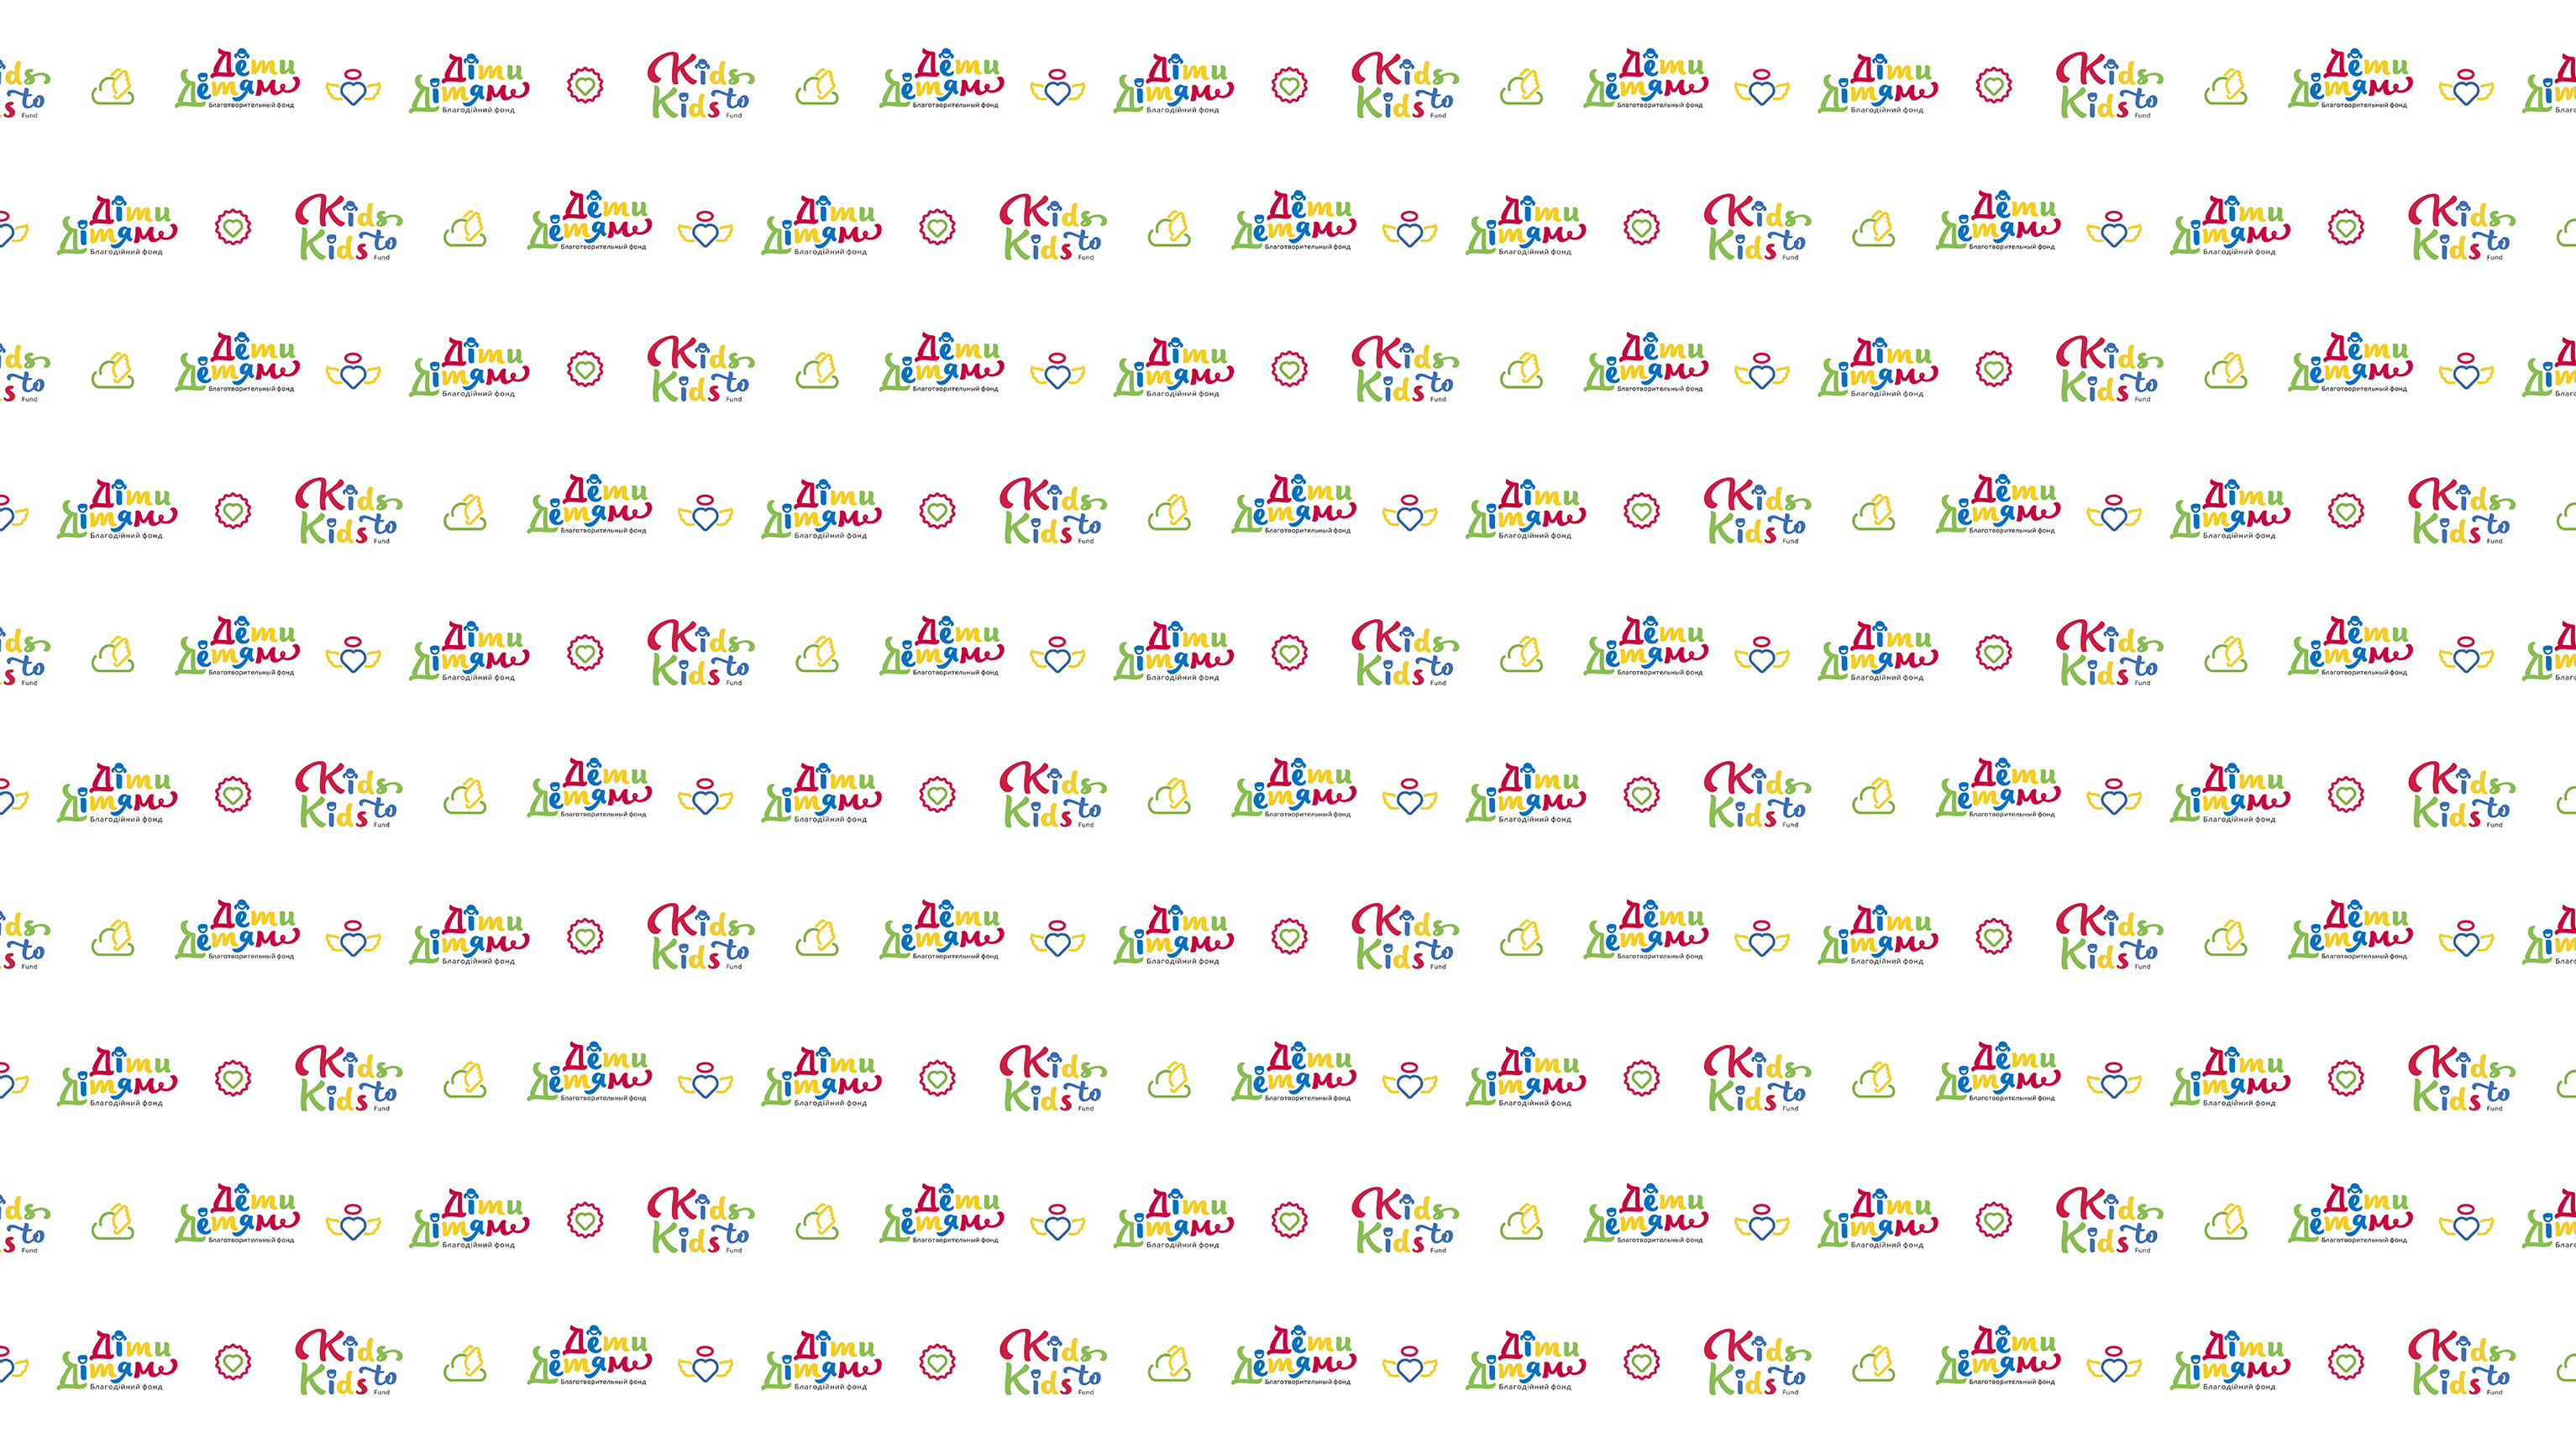 Дети Діти Kids Дети Діти Kids Дети Діти Kids Дети
to Детям Дітям Kids to Детям Дітям Kids to Детям Дітям Kids to Детям
Fund Благотворительный фонд Благодійний фонд Fund Благотворительный фонд Благодійний фонд Fund Благотворительный фонд Благодійний фонд Fund Благотворительный фонд
Діти Kids Дети Діти Kids Дети Діти Kids Дети Діти Kids
Дітям Kids to Детям Дітям Kids to Детям Дітям Kids to Детям Дітям Kids to
Благодійний фонд Fund Благотворительный фонд Благодійний фонд Fund Благотворительный фонд Благодійний фонд Fund Благотворительный фонд Благодійний фонд Fund
Дети Діти Kids Дети Діти Kids Дети Діти Kids Дети
to Детям Дітям Kids to Детям Дітям Kids to Детям Дітям Kids to Детям
Fund Благотворительный фонд Благодійний фонд Fund Благотворительный фонд Благодійний фонд Fund Благотворительный фонд Благодійний фонд Fund Благотворительный фонд
Діти Kids Дети Діти Kids Дети Діти Kids Дети Діти Kids
Дітям Kids to Детям Дітям Kids to Детям Дітям Kids to Детям Дітям Kids to
Благодійний фонд Fund Благотворительный фонд Благодійний фонд Fund Благотворительный фонд Благодійний фонд Fund Благотворительный фонд Благодійний фонд Fund
Дети Діти Kids Дети Діти Kids Дети Діти Kids Дети
to Детям Дітям Kids to Детям Дітям Kids to Детям Дітям Kids to Детям
Fund Благотворительный фонд Благодійний фонд Fund Благотворительный фонд Благодійний фонд Fund Благотворительный фонд Благодійний фонд Fund Благотворительный фонд
Діти Kids Дети Діти Kids Дети Діти Kids Дети Діти Kids
Дітям Kids to Детям Дітям Kids to Детям Дітям Kids to Детям Дітям Kids to
Благодійний фонд Fund Благотворительный фонд Благодійний фонд Fund Благотворительный фонд Благодійний фонд Fund Благотворительный фонд Благодійний фонд Fund
Дети Діти Kids Дети Діти Kids Дети Діти Kids Дети
to Детям Дітям Kids to Детям Дітям Kids to Детям Дітям Kids to Детям
Fund Благотворительный фонд Благодійний фонд Fund Благотворительный фонд Благодійний фонд Fund Благотворительный фонд Благодійний фонд Fund Благотворительный фонд
Діти Kids Дети Діти Kids Дети Діти Kids Дети Діти Kids
Дітям Kids to Детям Дітям Kids to Детям Дітям Kids to Детям Дітям Kids to
Благодійний фонд Fund Благотворительный фонд Благодійний фонд Fund Благотворительный фонд Благодійний фонд Fund Благотворительный фонд Благодійний фонд Fund
Дети Діти Kids Дети Діти Kids Дети Діти Kids Дети
to Детям Дітям Kids to Детям Дітям Kids to Детям Дітям Kids to Детям
Fund Благотворительный фонд Благодійний фонд Fund Благотворительный фонд Благодійний фонд Fund Благотворительный фонд Благодійний фонд Fund Благотворительный фонд
Діти Kids Дети Діти Kids Дети Діти Kids Дети Діти Kids
Дітям Kids to Детям Дітям Kids to Детям Дітям Kids to Детям Дітям Kids to
Благодійний фонд Fund Благотворительный фонд Благодійний фонд Fund Благотворительный фонд Благодійний фонд Fund Благотворительный фонд Благодійний фонд Fund